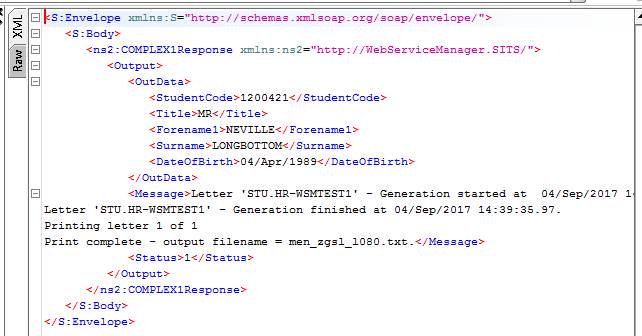 XML
Raw
<S:Envelope xmlns:S="http://schemas.xmlsoap.org/soap/envelope/">
<S:Body>
<ns2:COMPLEX1Response xmlns:ns2="http://WebServiceManager.SITS/">
<Output>
<OutData>
<StudentCode>1200421</StudentCode>
<Title>MR</Title>
<Forename1>NEVILLE</Forename1>
<Surname>LONGBOTTOM</Surname>
<DateOfBirth>04/Apr/1989</DateOfBirth>
</OutData>
<Message>Letter 'STU.HR-WSMTEST1' - Generation started at  04/Sep/2017
Letter 'STU.HR-WSMTEST1' - Generation finished at 04/Sep/2017 14:39:35.97.
Printing letter 1 of 1
Print complete - output filename = men_zgsl_l080.txt.</Message>
<Status>1</Status>
</Output>
</ns2:COMPLEX1Response>
</S:Body>
</S:Envelope>